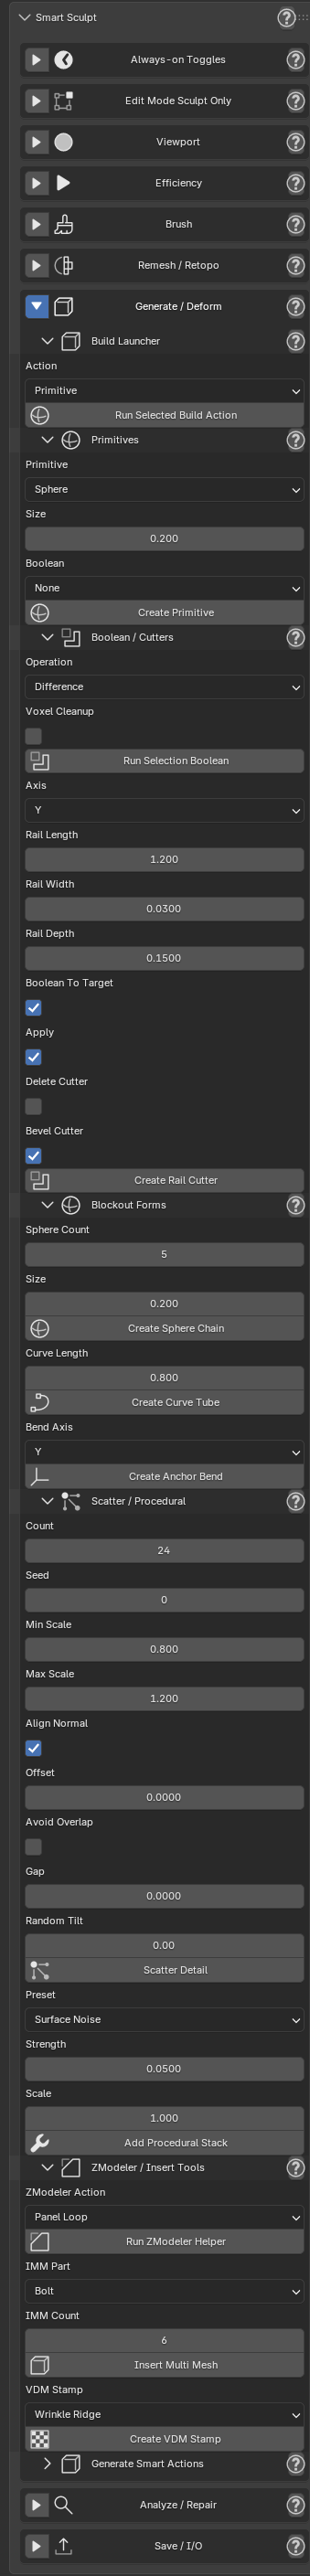 Smart Sculpt
Always-on Toggles
Edit Mode Sculpt Only
Viewport
Efficiency
Brush
Remesh / Retopo
Generate / Deform
Build Launcher
Action
Primitive
Run Selected Build Action
Primitives
Primitive
Sphere
Size
0.200
Boolean
None
Create Primitive
Boolean / Cutters
Operation
Difference
Voxel Cleanup
Run Selection Boolean
Axis
Y
Rail Length
1.200
Rail Width
0.0300
Rail Depth
0.1500
Boolean To Target
Apply
Delete Cutter
Bevel Cutter
Create Rail Cutter
Blockout Forms
Sphere Count
5
Size
0.200
Create Sphere Chain
Curve Length
0.800
Create Curve Tube
Bend Axis
Y
Create Anchor Bend
Scatter / Procedural
Count
24
Seed
0
Min Scale
0.800
Max Scale
1.200
Align Normal
Offset
0.0000
Avoid Overlap
Gap
0.0000
Random Tilt
0.00
Scatter Detail
Preset
Surface Noise
Strength
0.0500
Scale
1.000
Add Procedural Stack
ZModeler / Insert Tools
ZModeler Action
Panel Loop
Run ZModeler Helper
IMM Part
Bolt
IMM Count
6
Insert Multi Mesh
VDM Stamp
Wrinkle Ridge
Create VDM Stamp
Generate Smart Actions
Analyze / Repair
Save / I/O